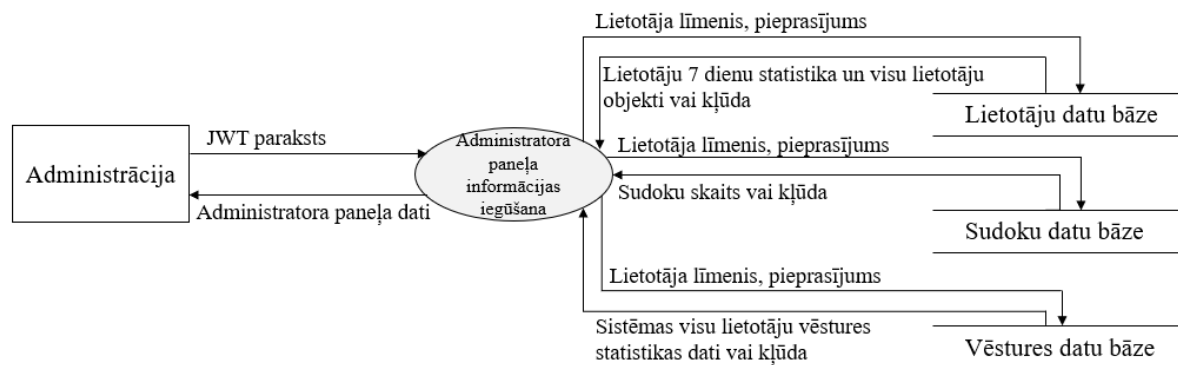 Lietotāja līmenis, pieprasījums
Lietotāju 7 dienu statistika un visu lietotāju
objekti vai kļūda
Lietotāju datu bāze
JWT paraksts
Administrācija
Administratora paneļa dati
Administratora
paneļa
informācijas
iegūšana
Lietotāja līmenis, pieprasījums
Sudoku skaits vai kļūda
Sudoku datu bāze
Lietotāja līmenis, pieprasījums
Sistēmas visu lietotāju vēstures
statistikas dati vai kļūda
Vēstures datu bāze